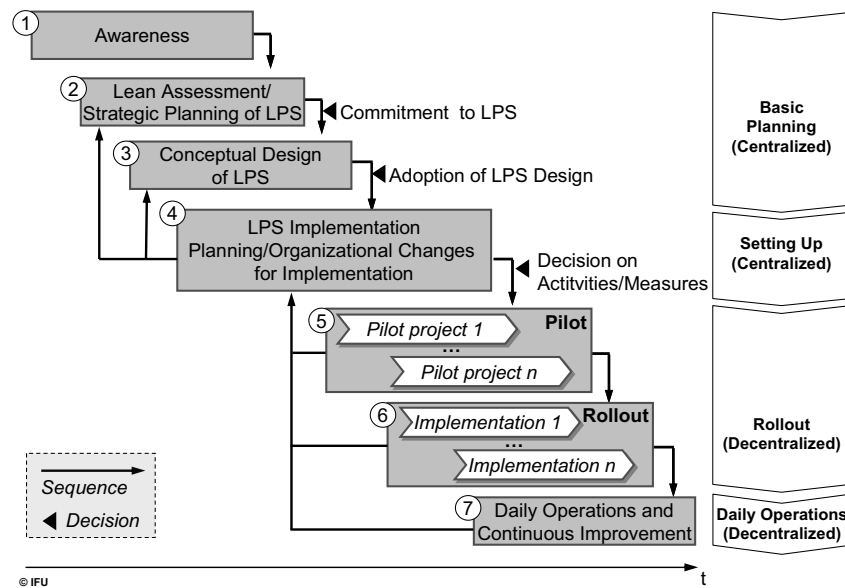 1
Awareness
2
Lean Assessment/
Strategic Planning of LPS
Commitment to LPS
3
Conceptual Design
of LPS
Adoption of LPS Design
4
LPS Implementation
Planning/Organizational Changes
for Implementation
Decision on
Actitvities/Measures
5
Pilot project 1
Pilot
...
Pilot project n
6
Implementation 1
Rollout
...
Implementation n
7
Daily Operations and
Continuous Improvement
Basic
Planning
(Centralized)
Setting Up
(Centralized)
Rollout
(Decentralized)
Daily Operations
(Decentralized)
Sequence
Decision
t
© IFU